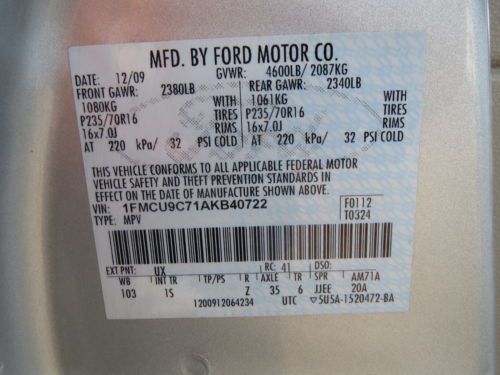 MFD. BY FORD MOTOR CO.
DATE: 12/09 GVWR: 4600LB/ 2087KG
FRONT GAWR: 2380LB REAR GAWR: 2340LB
1080KG WITH 1061KG WITH
P235/70R16 TIRES P235/70R16 TIRES
16x7.0J RIMS 16x7.0J RIMS
AT 220 kPa/ 32 PSI COLD AT 220 kPa/ 32 PSI COLD
THIS VEHICLE CONFORMS TO ALL APPLICABLE FEDERAL MOTOR
VEHICLE SAFETY AND THEFT PREVENTION STANDARDS IN
EFFECT ON THE DATE OF MANUFACTURE SHOWN ABOVE.
VIN: 1FMCU9C71AKB40722 F0112
TYPE: MPV T0324
EXT PNT: UX RC: 41 DSO:
WB INT TR TP/PS R AXLE TR SPR AM71A
103 1S Z 35 6 JJEE 20A
1200912064234 UTC ▽5U5A-1520472-BA